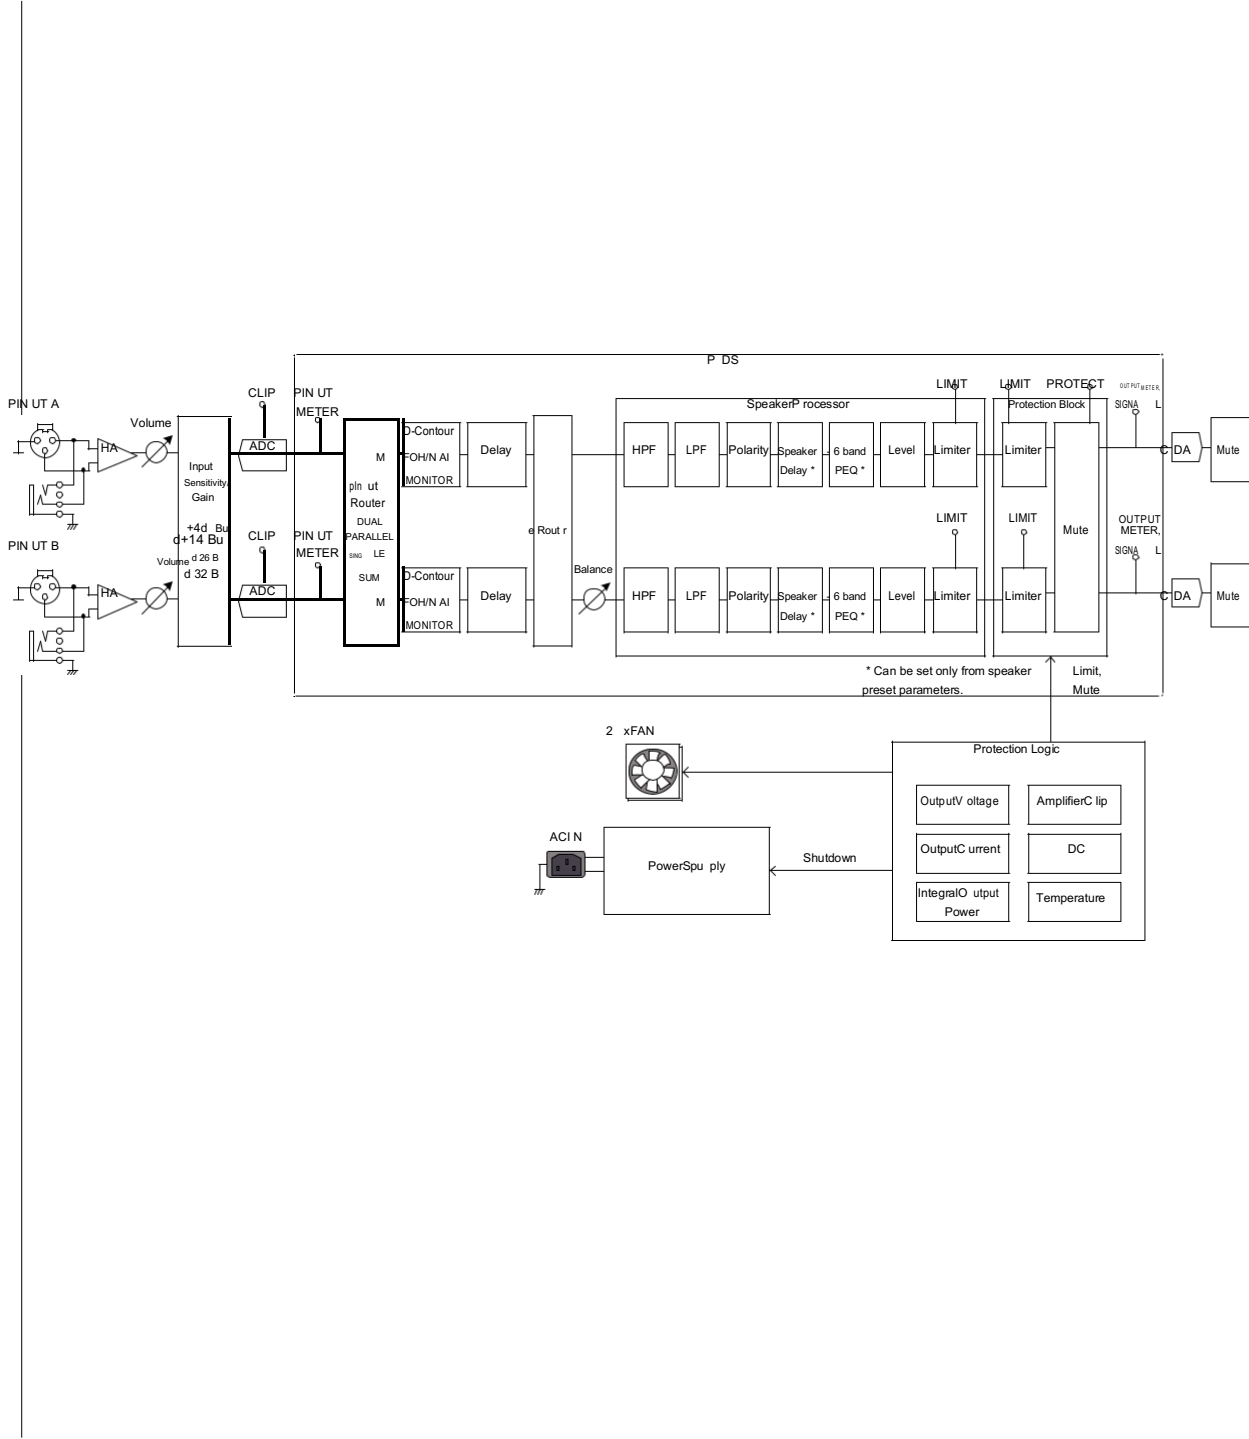 P DS
CLIP
PIN UT
METER
LIMIT
LIMIT
PROTECT
OUTPUT METER,
SIGNA L
PIN UT A
Volume
SpeakerP rocessor
Protection Block
HA
ADC
Input
Sensitivity/
Gain
+4d Bu
d+14 Bu
d 26 B
d 32 B
M
pIn ut
Router
DUAL
PARALLEL
SING LE
SUM
M
D-Contour
FOH/N AI
MONITOR
Delay
e Rout r
HPF
LPF
Polarity
Speaker
Delay *
- 6 band
PEQ *
Level
Limiter
Limiter
Mute
C DA
Mute
PIN UT B
Volume
HA
CLIP
PIN UT
METER
ADC
D-Contour
FOH/N AI
MONITOR
Delay
Balance
LIMIT
LIMIT
OUTPUT
METER,
SIGNA L
HPF
LPF
Polarity
Speaker
Delay *
- 6 band
PEQ *
Level
Limiter
Limiter
C DA
Mute
* Can be set only from speaker
preset parameters.
Limit,
Mute
2 xFAN
Protection Logic
OutputV oltage
AmplifierC lip
OutputC urrent
DC
IntegralO utput
Power
Temperature
ACI N
PowerSpu ply
Shutdown